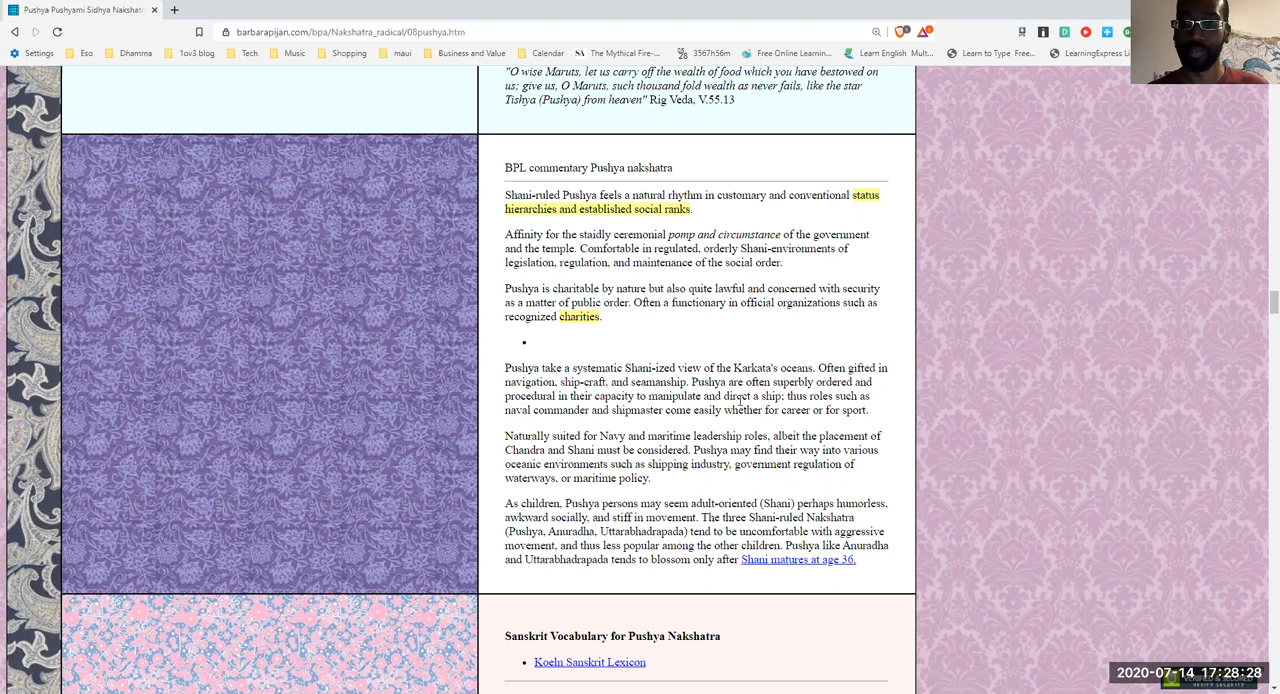 Pushya Pushyami Sidhya Nakshat
barbarapijan.com/bpa/Nakshatra_radical/08pushya.htm
Settings Eso Dhamma 1ov3 blog Tech Music Shopping maui Business and Value Calendar SA The Mythical Fire-... 3567h56m Free Online Learnin... Learn English Mult... Learn to Type Free... LearningExpress Li
"O wise Maruts, let us carry off the wealth of food which you have bestowed on
us; give us, O Maruts, such thousand fold wealth as never fails, like the star
Tishya (Pushya) from heaven" Rig Veda, V.55.13
BPL commentary Pushya nakshatra
Shani-ruled Pushya feels a natural rhythm in customary and conventional status
hierarchies and established social ranks.
Affinity for the staidly ceremonial pomp and circumstance of the government
and the temple. Comfortable in regulated, orderly Shani-environments of
legislation, regulation, and maintenance of the social order.
Pushya is charitable by nature but also quite lawful and concerned with security
as a matter of public order. Often a functionary in official organizations such as
recognized charities.
Pushya take a systematic Shani-ized view of the Karkata's oceans. Often gifted in
navigation, ship-craft, and seamanship. Pushya are often superbly ordered and
procedural in their capacity to manipulate and direct a ship; thus roles such as
naval commander and shipmaster come easily whether for career or for sport.
Naturally suited for Navy and maritime leadership roles, albeit the placement of
Chandra and Shani must be considered. Pushya may find their way into various
oceanic environments such as shipping industry, government regulation of
waterways, or maritime policy.
As children, Pushya persons may seem adult-oriented (Shani) perhaps humorless,
awkward socially, and stiff in movement. The three Shani-ruled Nakshatra
(Pushya, Anuradha, Uttarabhadrapada) tend to be uncomfortable with aggressive
movement, and thus less popular among the other children. Pushya like Anuradha
and Uttarabhadrapada tends to blossom only after Shani matures at age 36.
Sanskrit Vocabulary for Pushya Nakshatra
Koeln Sanskrit Lexicon
2020-07-14 17:28:28